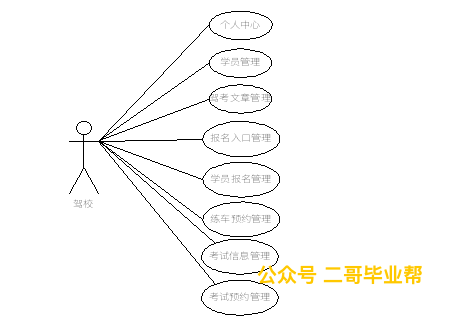 个人中心
学员管理
驾考文章管理
报名入口管理
学员报名管理
练车预约管理
考试信息管理
考试预约管理
驾校
公众号 二哥毕业帮